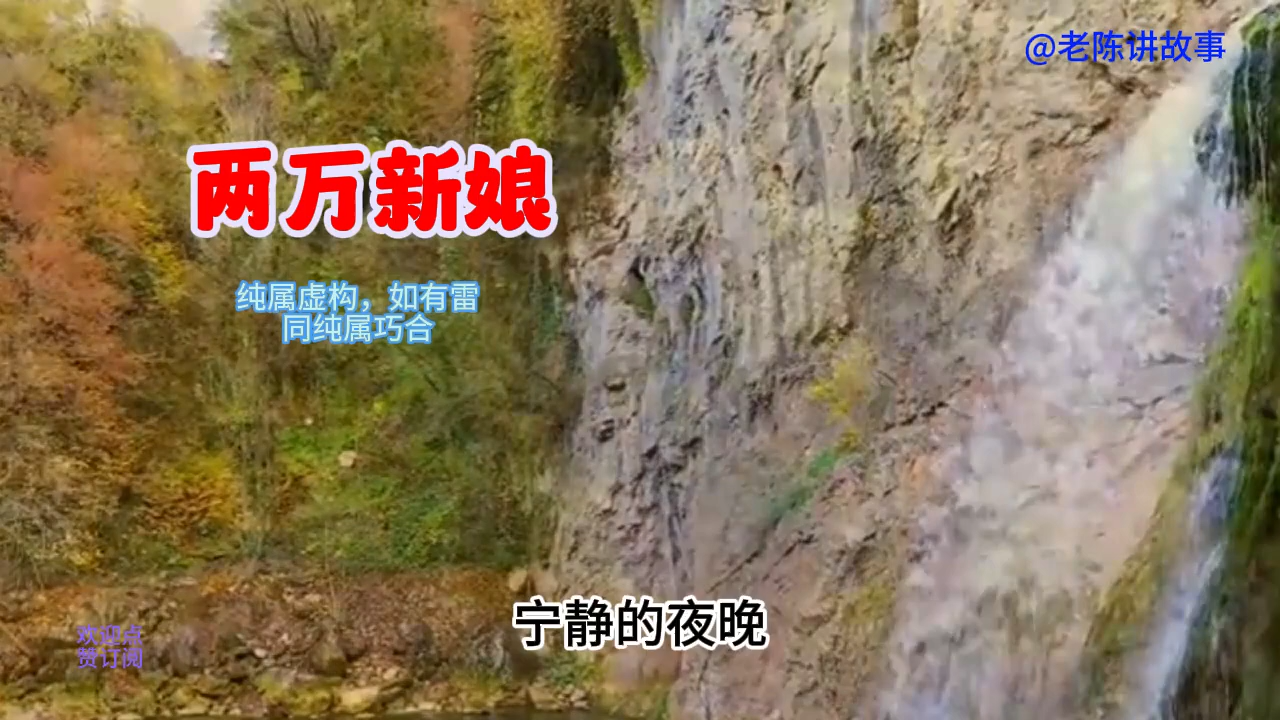 @老陈讲故事
两万新娘
纯属虚构，如有雷
同纯属巧合
宁静的夜晚
欢迎点
赞订阅